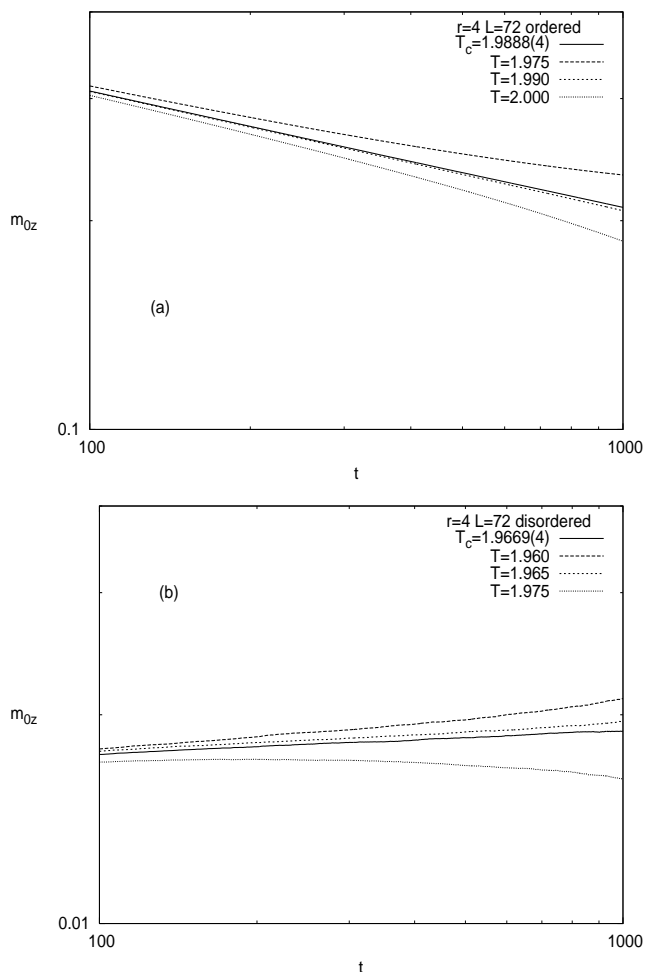 r=4 L=72 ordered
T_c=1.9888(4)
T=1.975
T=1.990
T=2.000
m_0z
(a)
0.1
100
1000
t
r=4 L=72 disordered
T_c=1.9669(4)
T=1.960
T=1.965
T=1.975
(b)
m_0z
0.01
100
1000
t